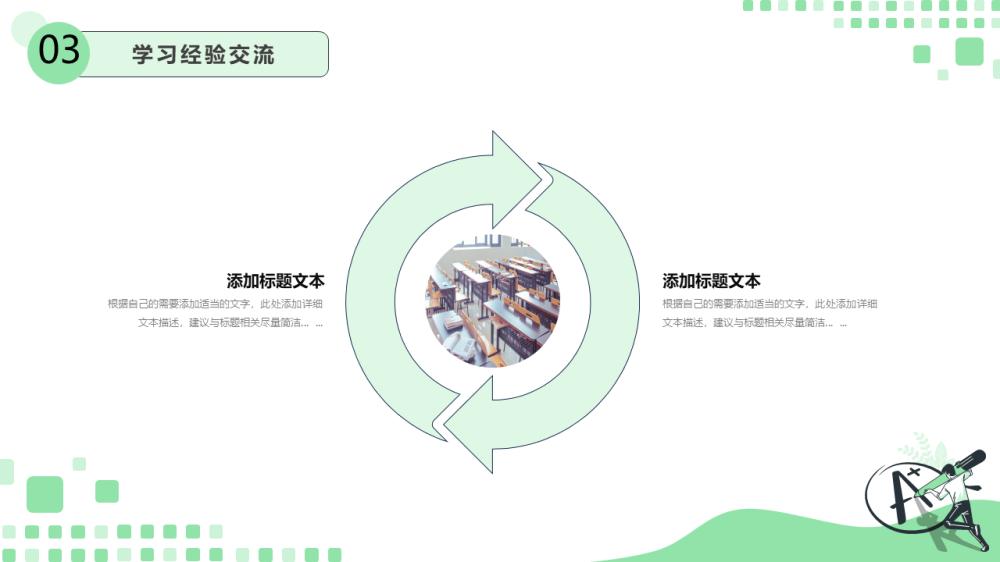 03
学习经验交流
添加标题文本
根据自己的需要添加适当的文字，此处添加详细
文本描述，建议与标题相关尽量简洁... ...
添加标题文本
根据自己的需要添加适当的文字，此处添加详细
文本描述，建议与标题相关尽量简洁... ...
A+